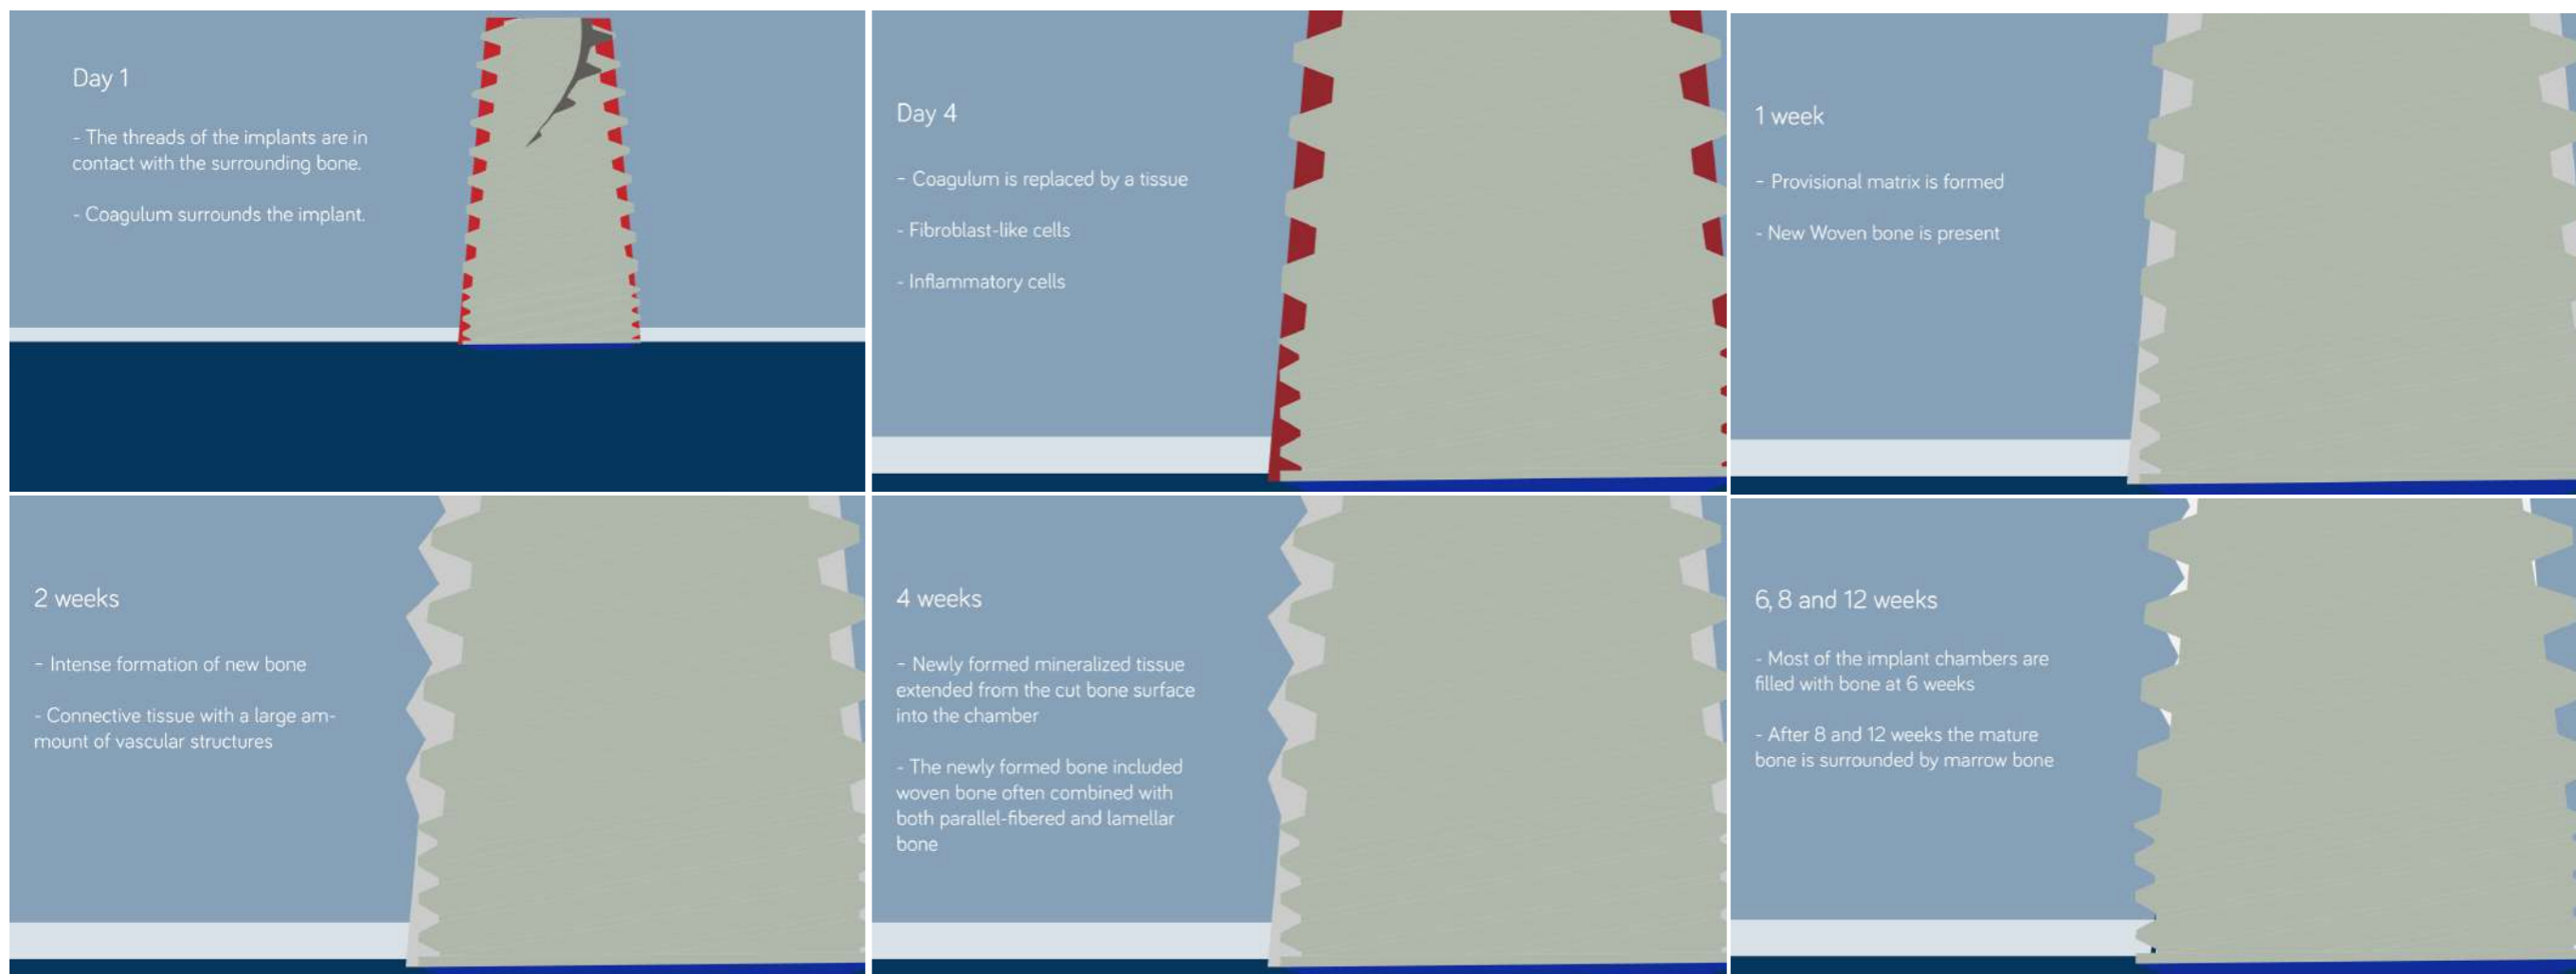 Day 1
- The threads of the implants are in
contact with the surrounding bone.
- Coagulum surrounds the implant.
Day 4
- Coagulum is replaced by a tissue
- Fibroblast-like cells
- Inflammatory cells
1 week
- Provisional matrix is formed
- New Woven bone is present
2 weeks
- Intense formation of new bone
- Connective tissue with a large am-
mount of vascular structures
4 weeks
- Newly formed mineralized tissue
extended from the cut bone surface
into the chamber
- The newly formed bone included
woven bone often combined with
both parallel-fibered and lamellar
bone
6, 8 and 12 weeks
- Most of the implant chambers are
filled with bone at 6 weeks
- After 8 and 12 weeks the mature
bone is surrounded by marrow bone